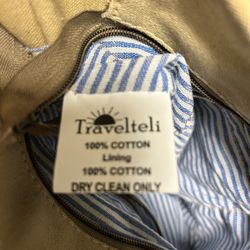 Travelteli
100% COTTON
Lining
100% COTTON
DRY CLEAN ONLY